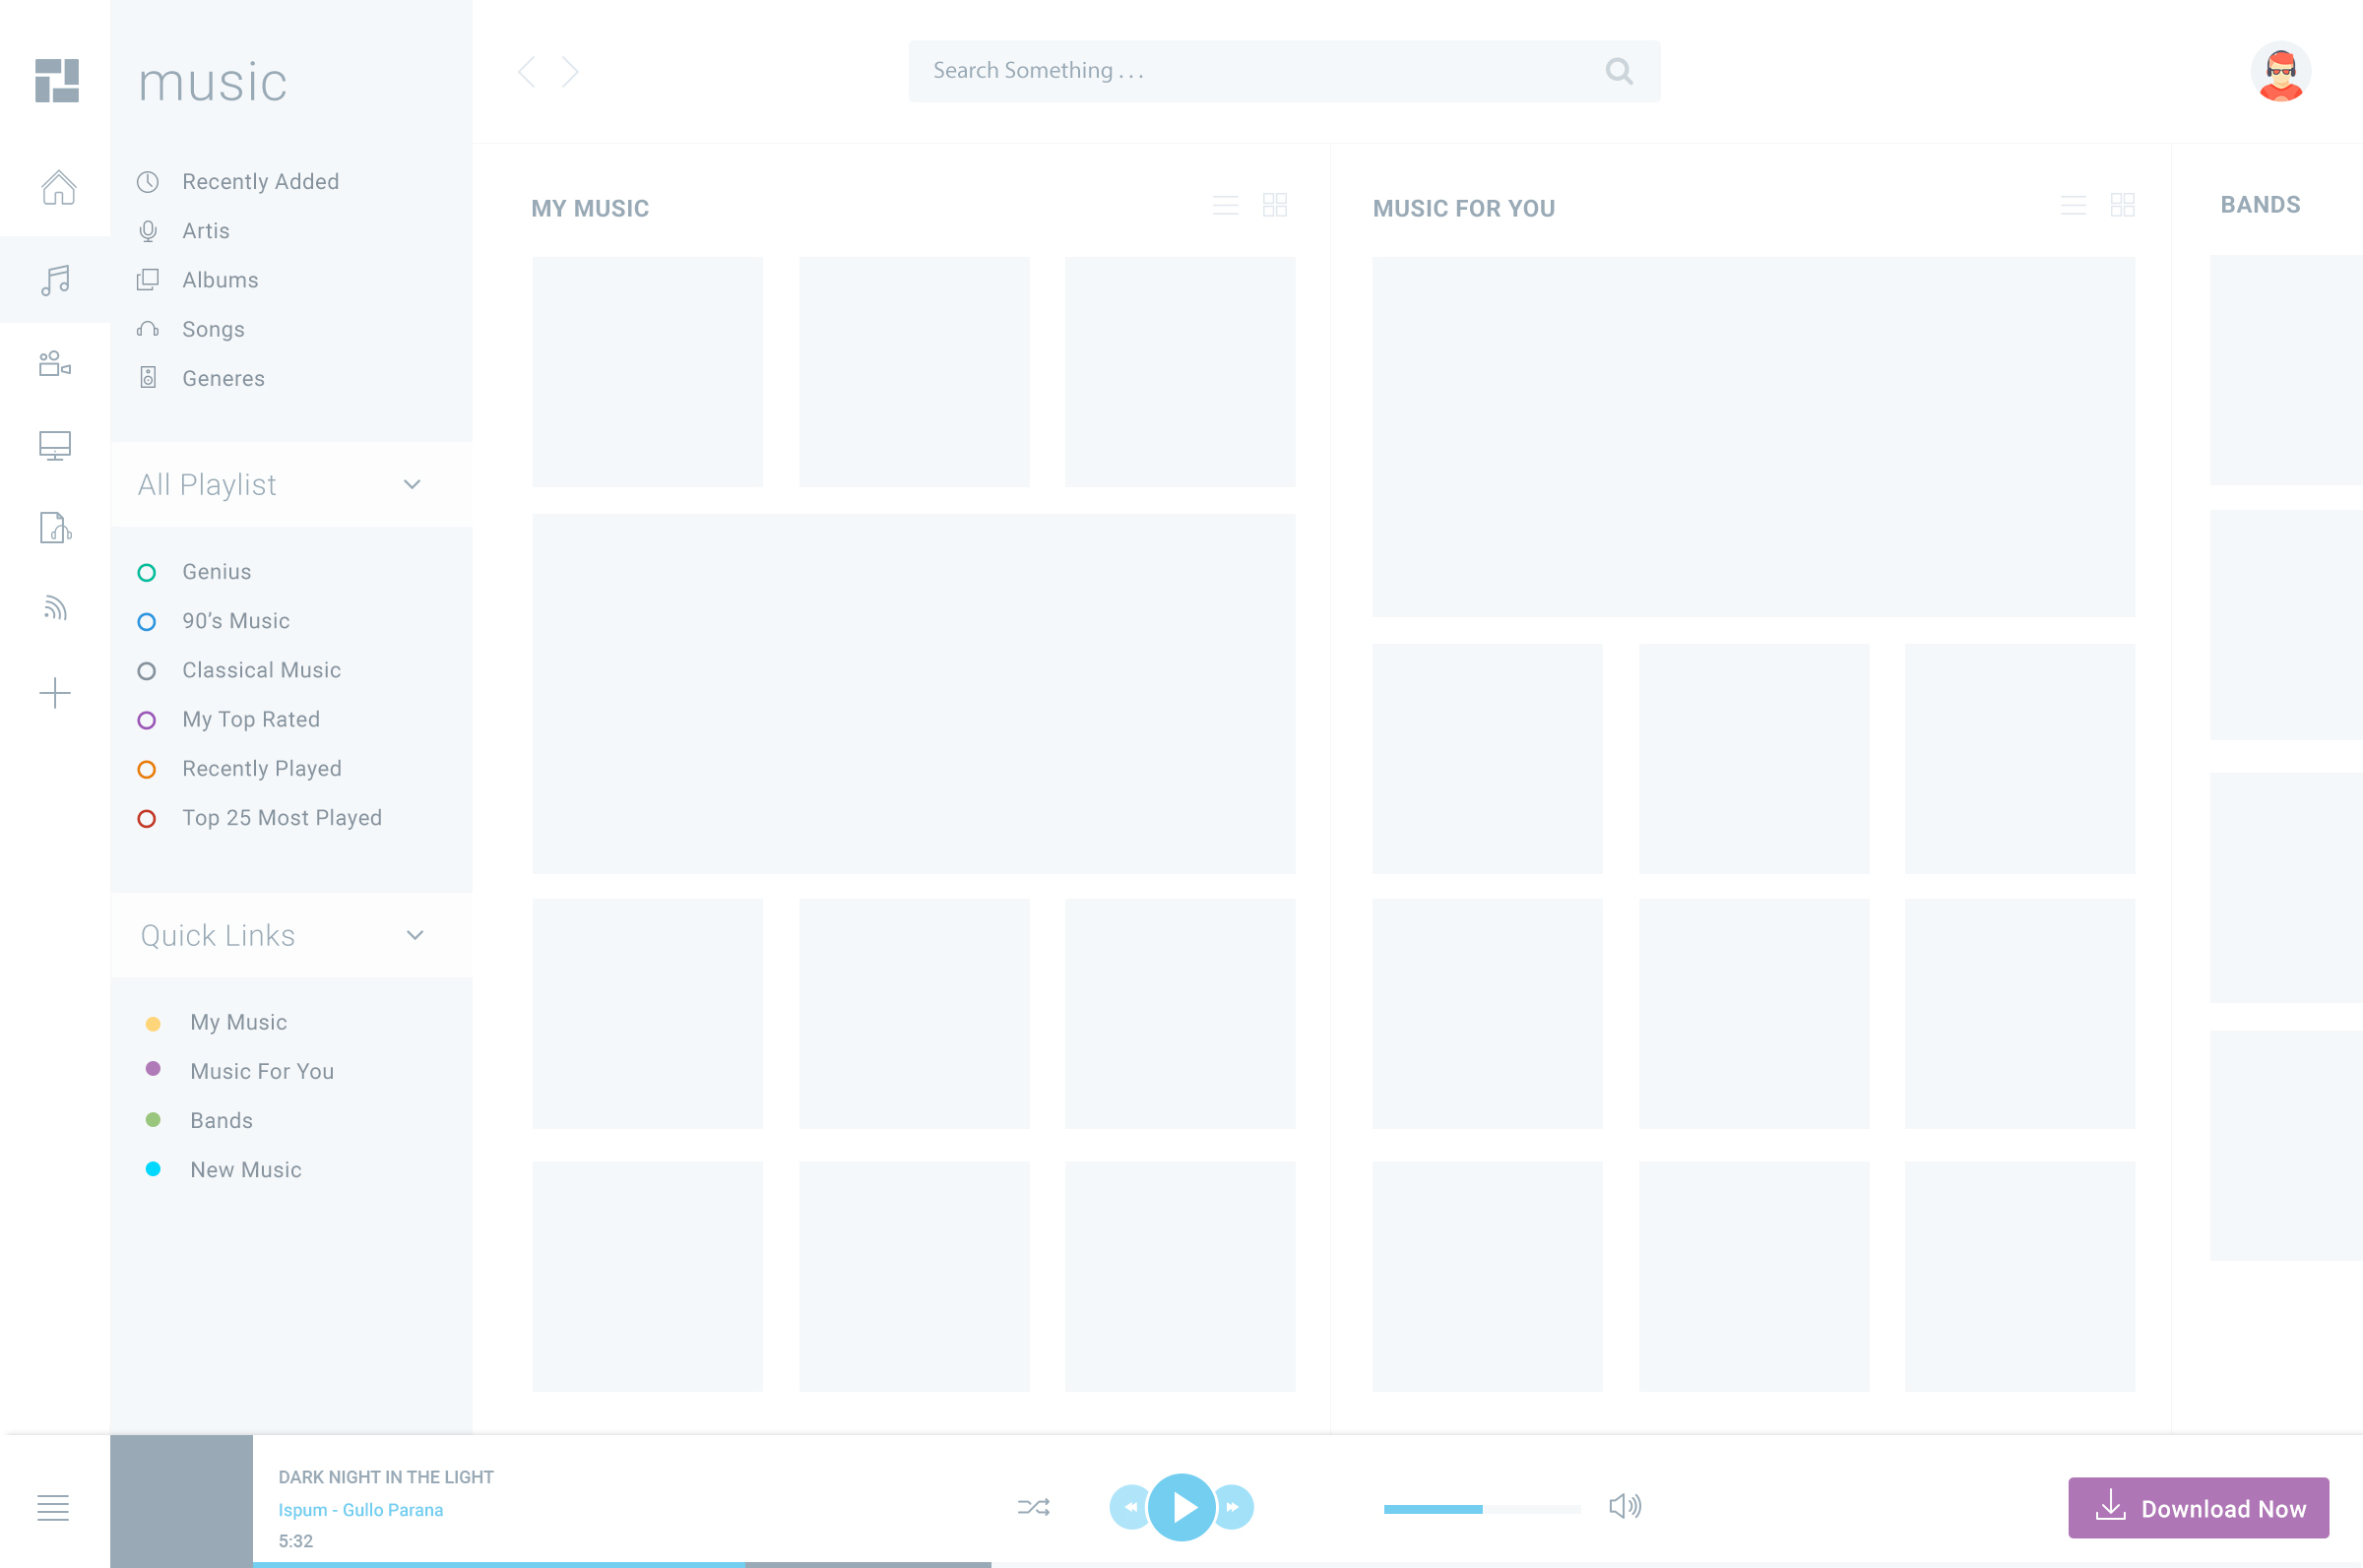 music
Recently Added
Artis
Albums
Songs
Generes
All Playlist
Genius
90’s Music
Classical Music
My Top Rated
Recently Played
Top 25 Most Played
Quick Links
My Music
Music For You
Bands
New Music
Search Something . . .
MY MUSIC
MUSIC FOR YOU
BANDS
DARK NIGHT IN THE LIGHT
Ispum - Gullo Parana
5:32
Download Now